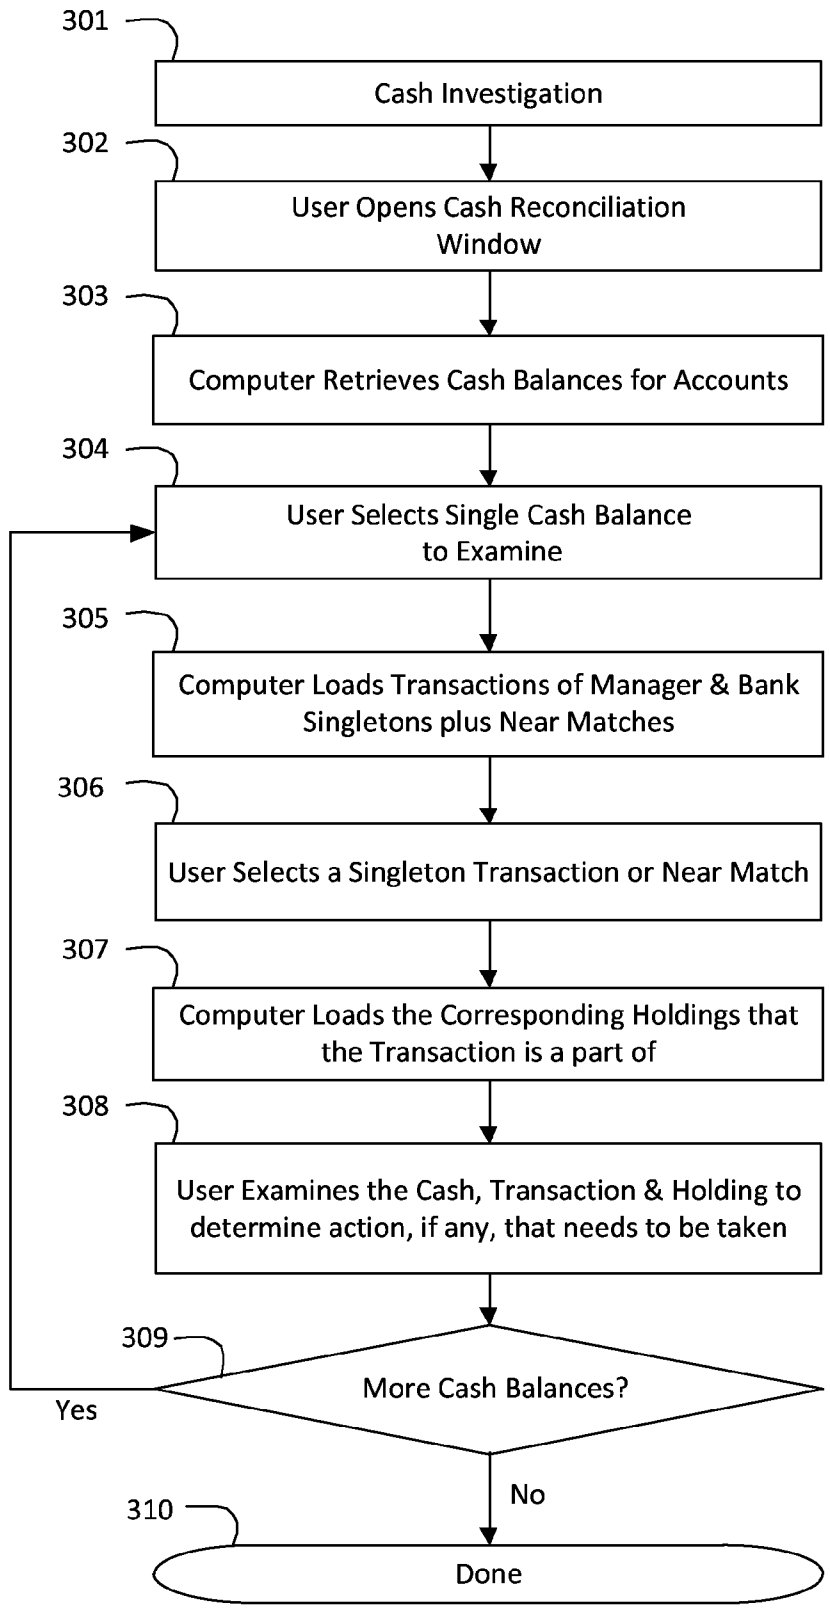 301
Cash Investigation
302
User Opens Cash Reconciliation
Window
303
Computer Retrieves Cash Balances for Accounts
304
User Selects Single Cash Balance
to Examine
305
Computer Loads Transactions of Manager & Bank
Singletons plus Near Matches
306
User Selects a Singleton Transaction or Near Match
307
Computer Loads the Corresponding Holdings that
the Transaction is a part of
308
User Examines the Cash, Transaction & Holding to
determine action, if any, that needs to be taken
309
More Cash Balances?
Yes
No
310
Done